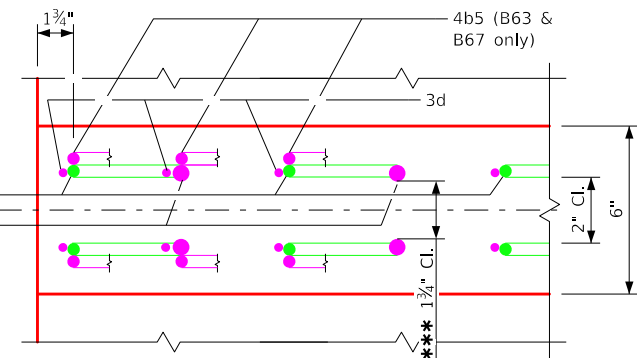 1¾"
4b5 (B63 &
B67 only)
3d
2" Cl.
6"
*** 1¾" Cl.